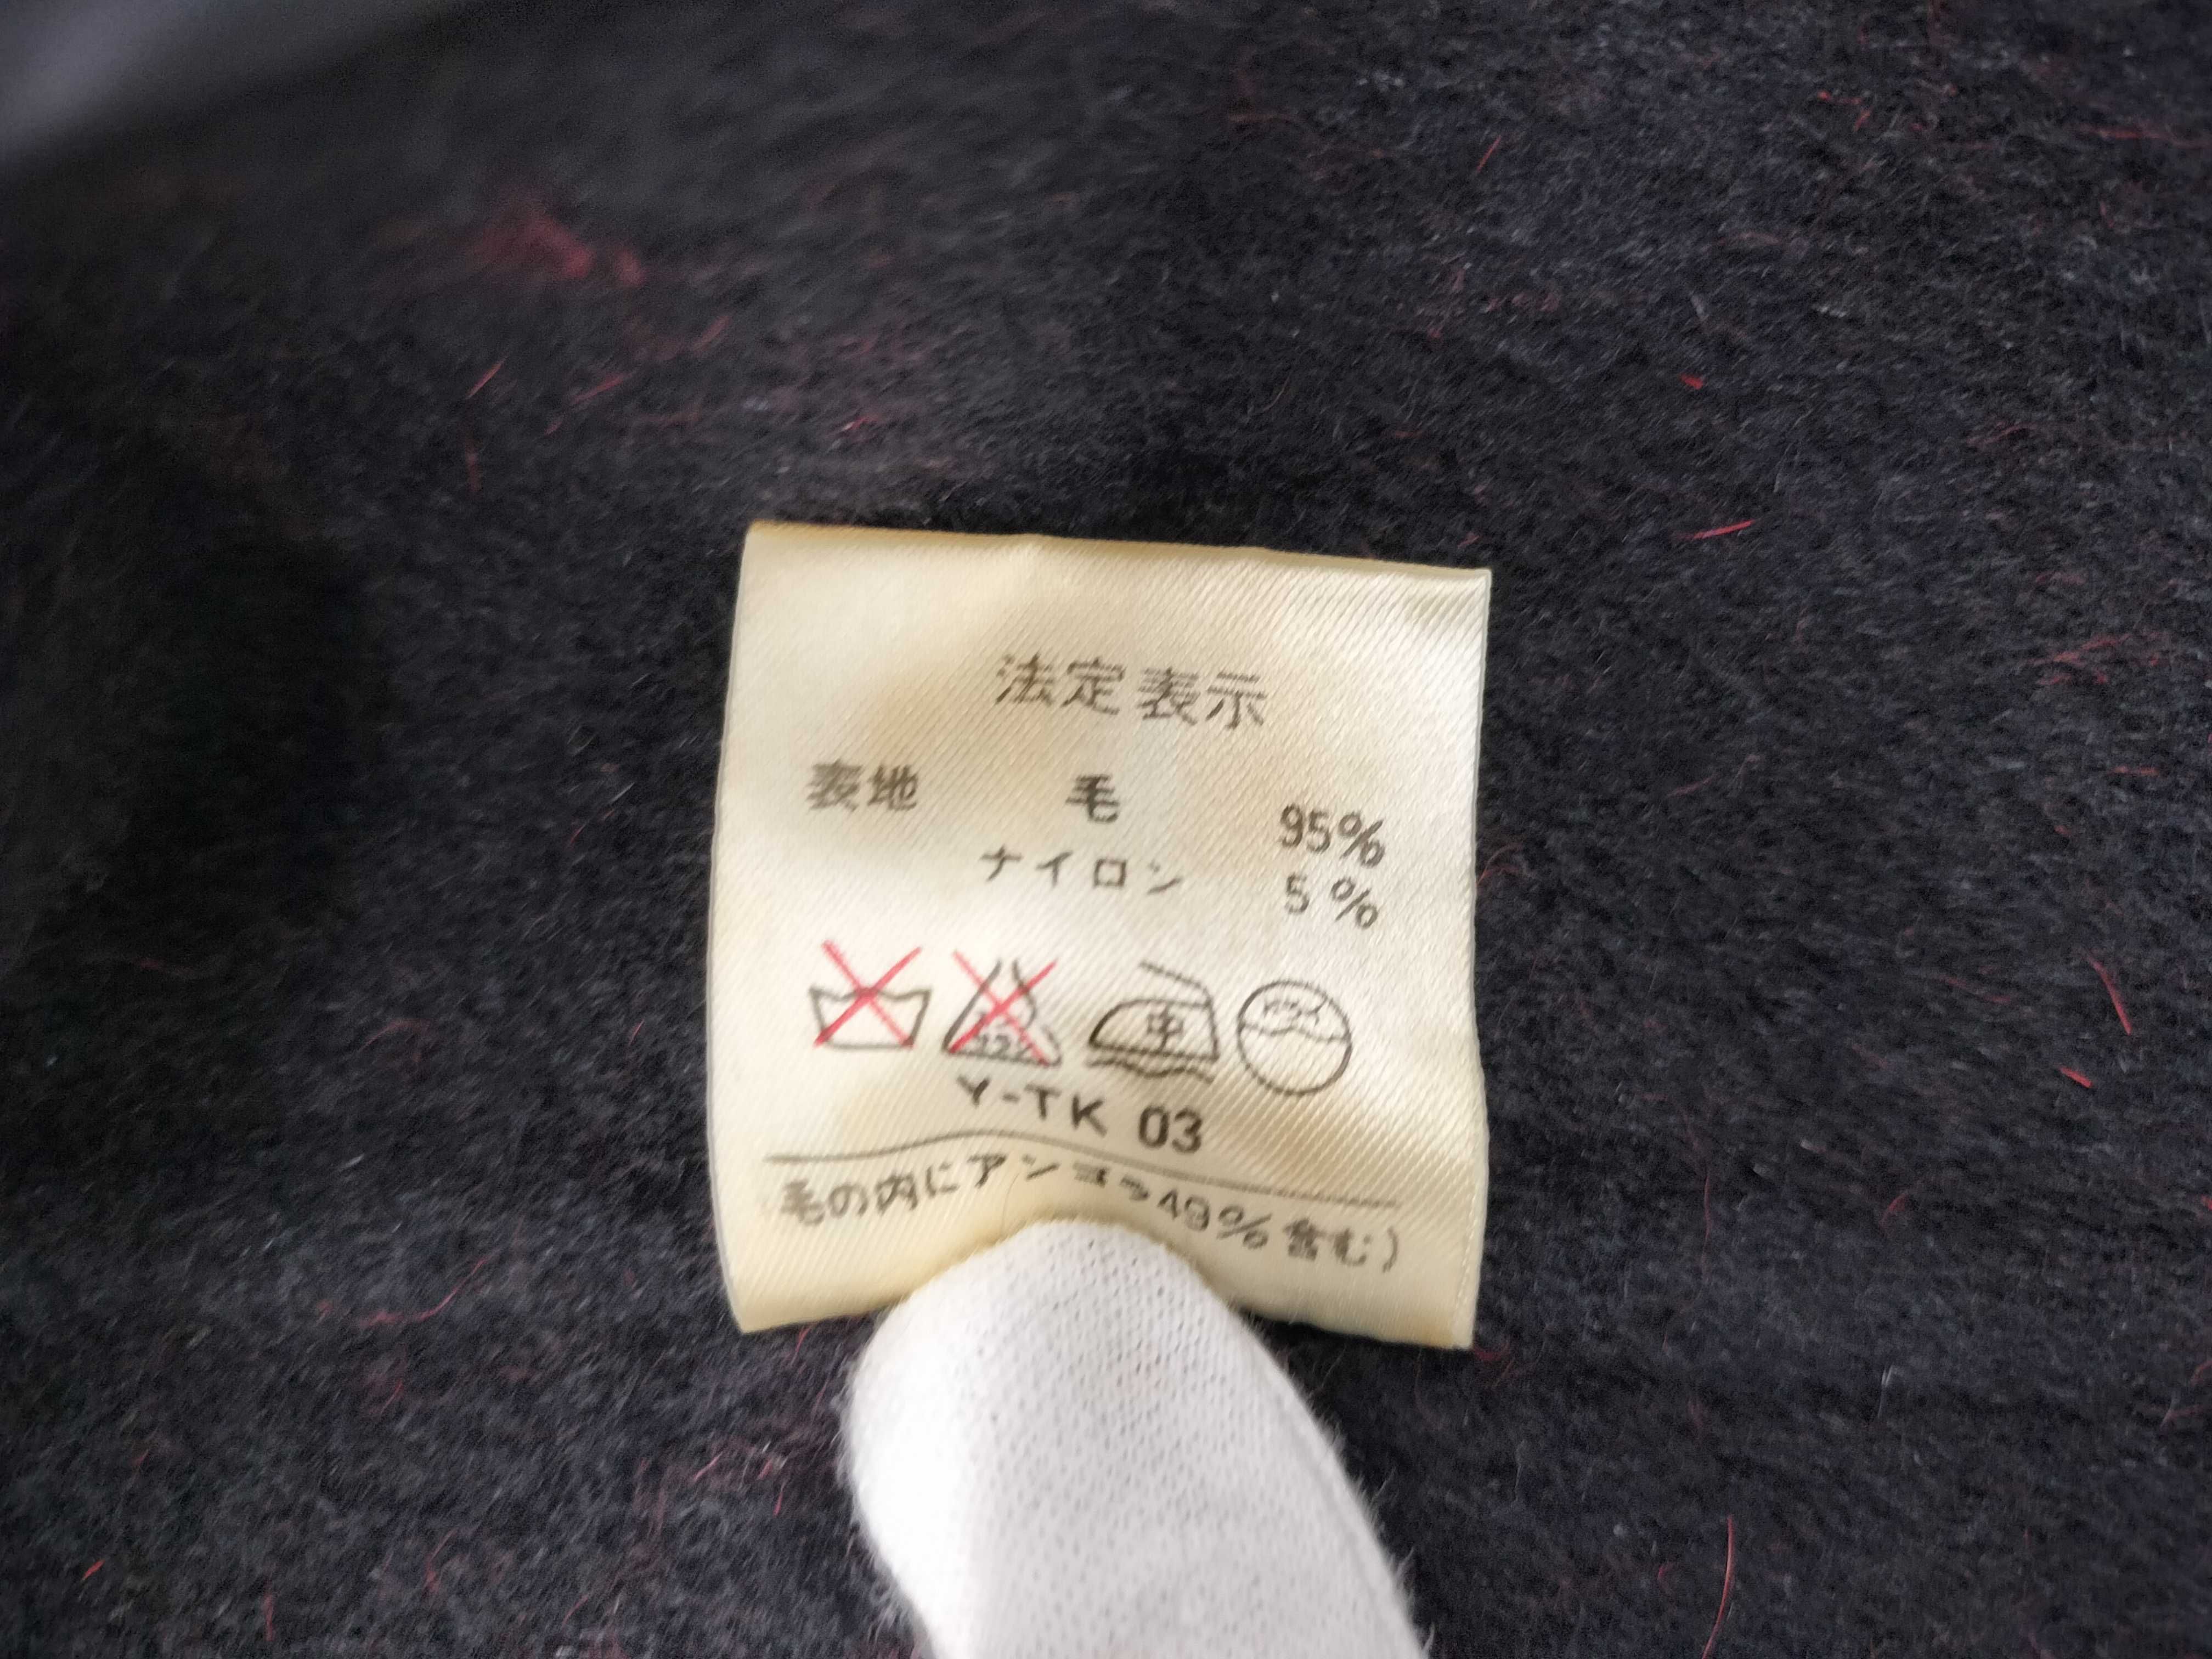 法定表示
表地 毛 95%
ナイロン 5%
中
Y-TK 03
毛の内にアンゴラ49%含む)